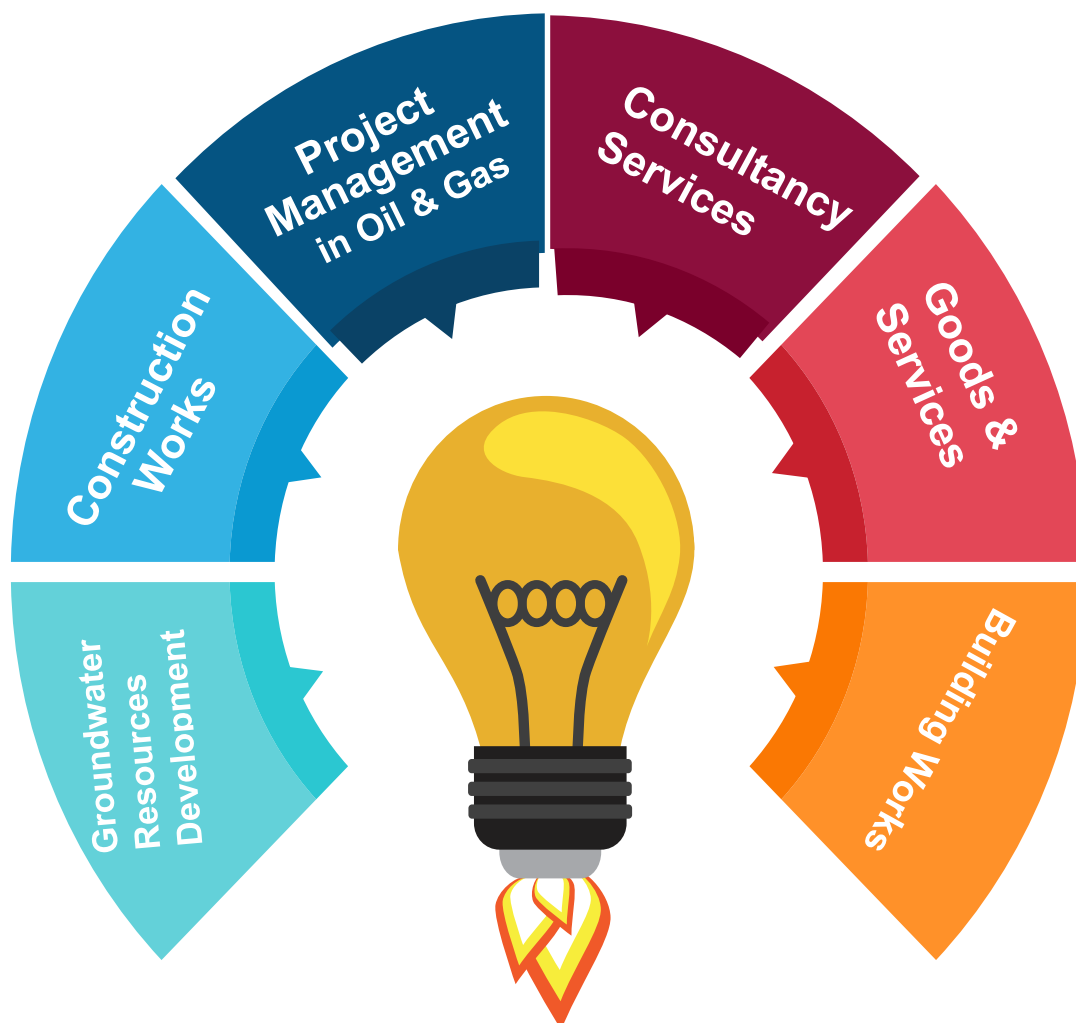 Groundwater
Resources
Development
Construction
Works
Project
Management
in Oil & Gas
Consultancy
Services
Goods &
Services
Building Works